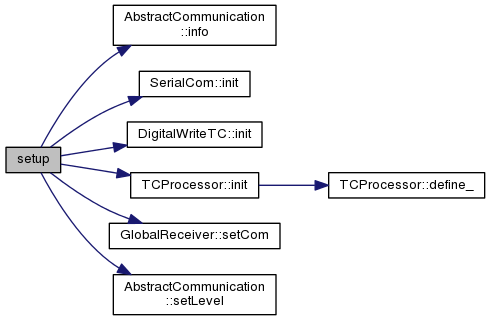 AbstractCommunication
::info
SerialCom::init
DigitalWriteTC::init
setup
TCProcessor::init
TCProcessor::define_
GlobalReceiver::setCom
AbstractCommunication
::setLevel